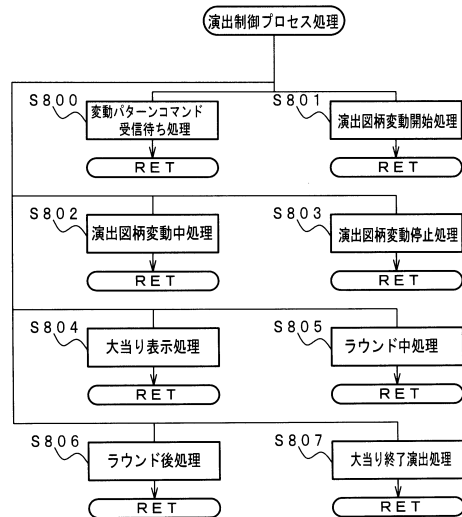 演出制御プロセス処理
S800
変動パターンコマンド
受信待ち処理
RET
S801
演出図柄変動開始処理
RET
S802
演出図柄変動中処理
RET
S803
演出図柄変動停止処理
RET
S804
大当り表示処理
RET
S805
ラウンド中処理
RET
S806
ラウンド後処理
RET
S807
大当り終了演出処理
RET